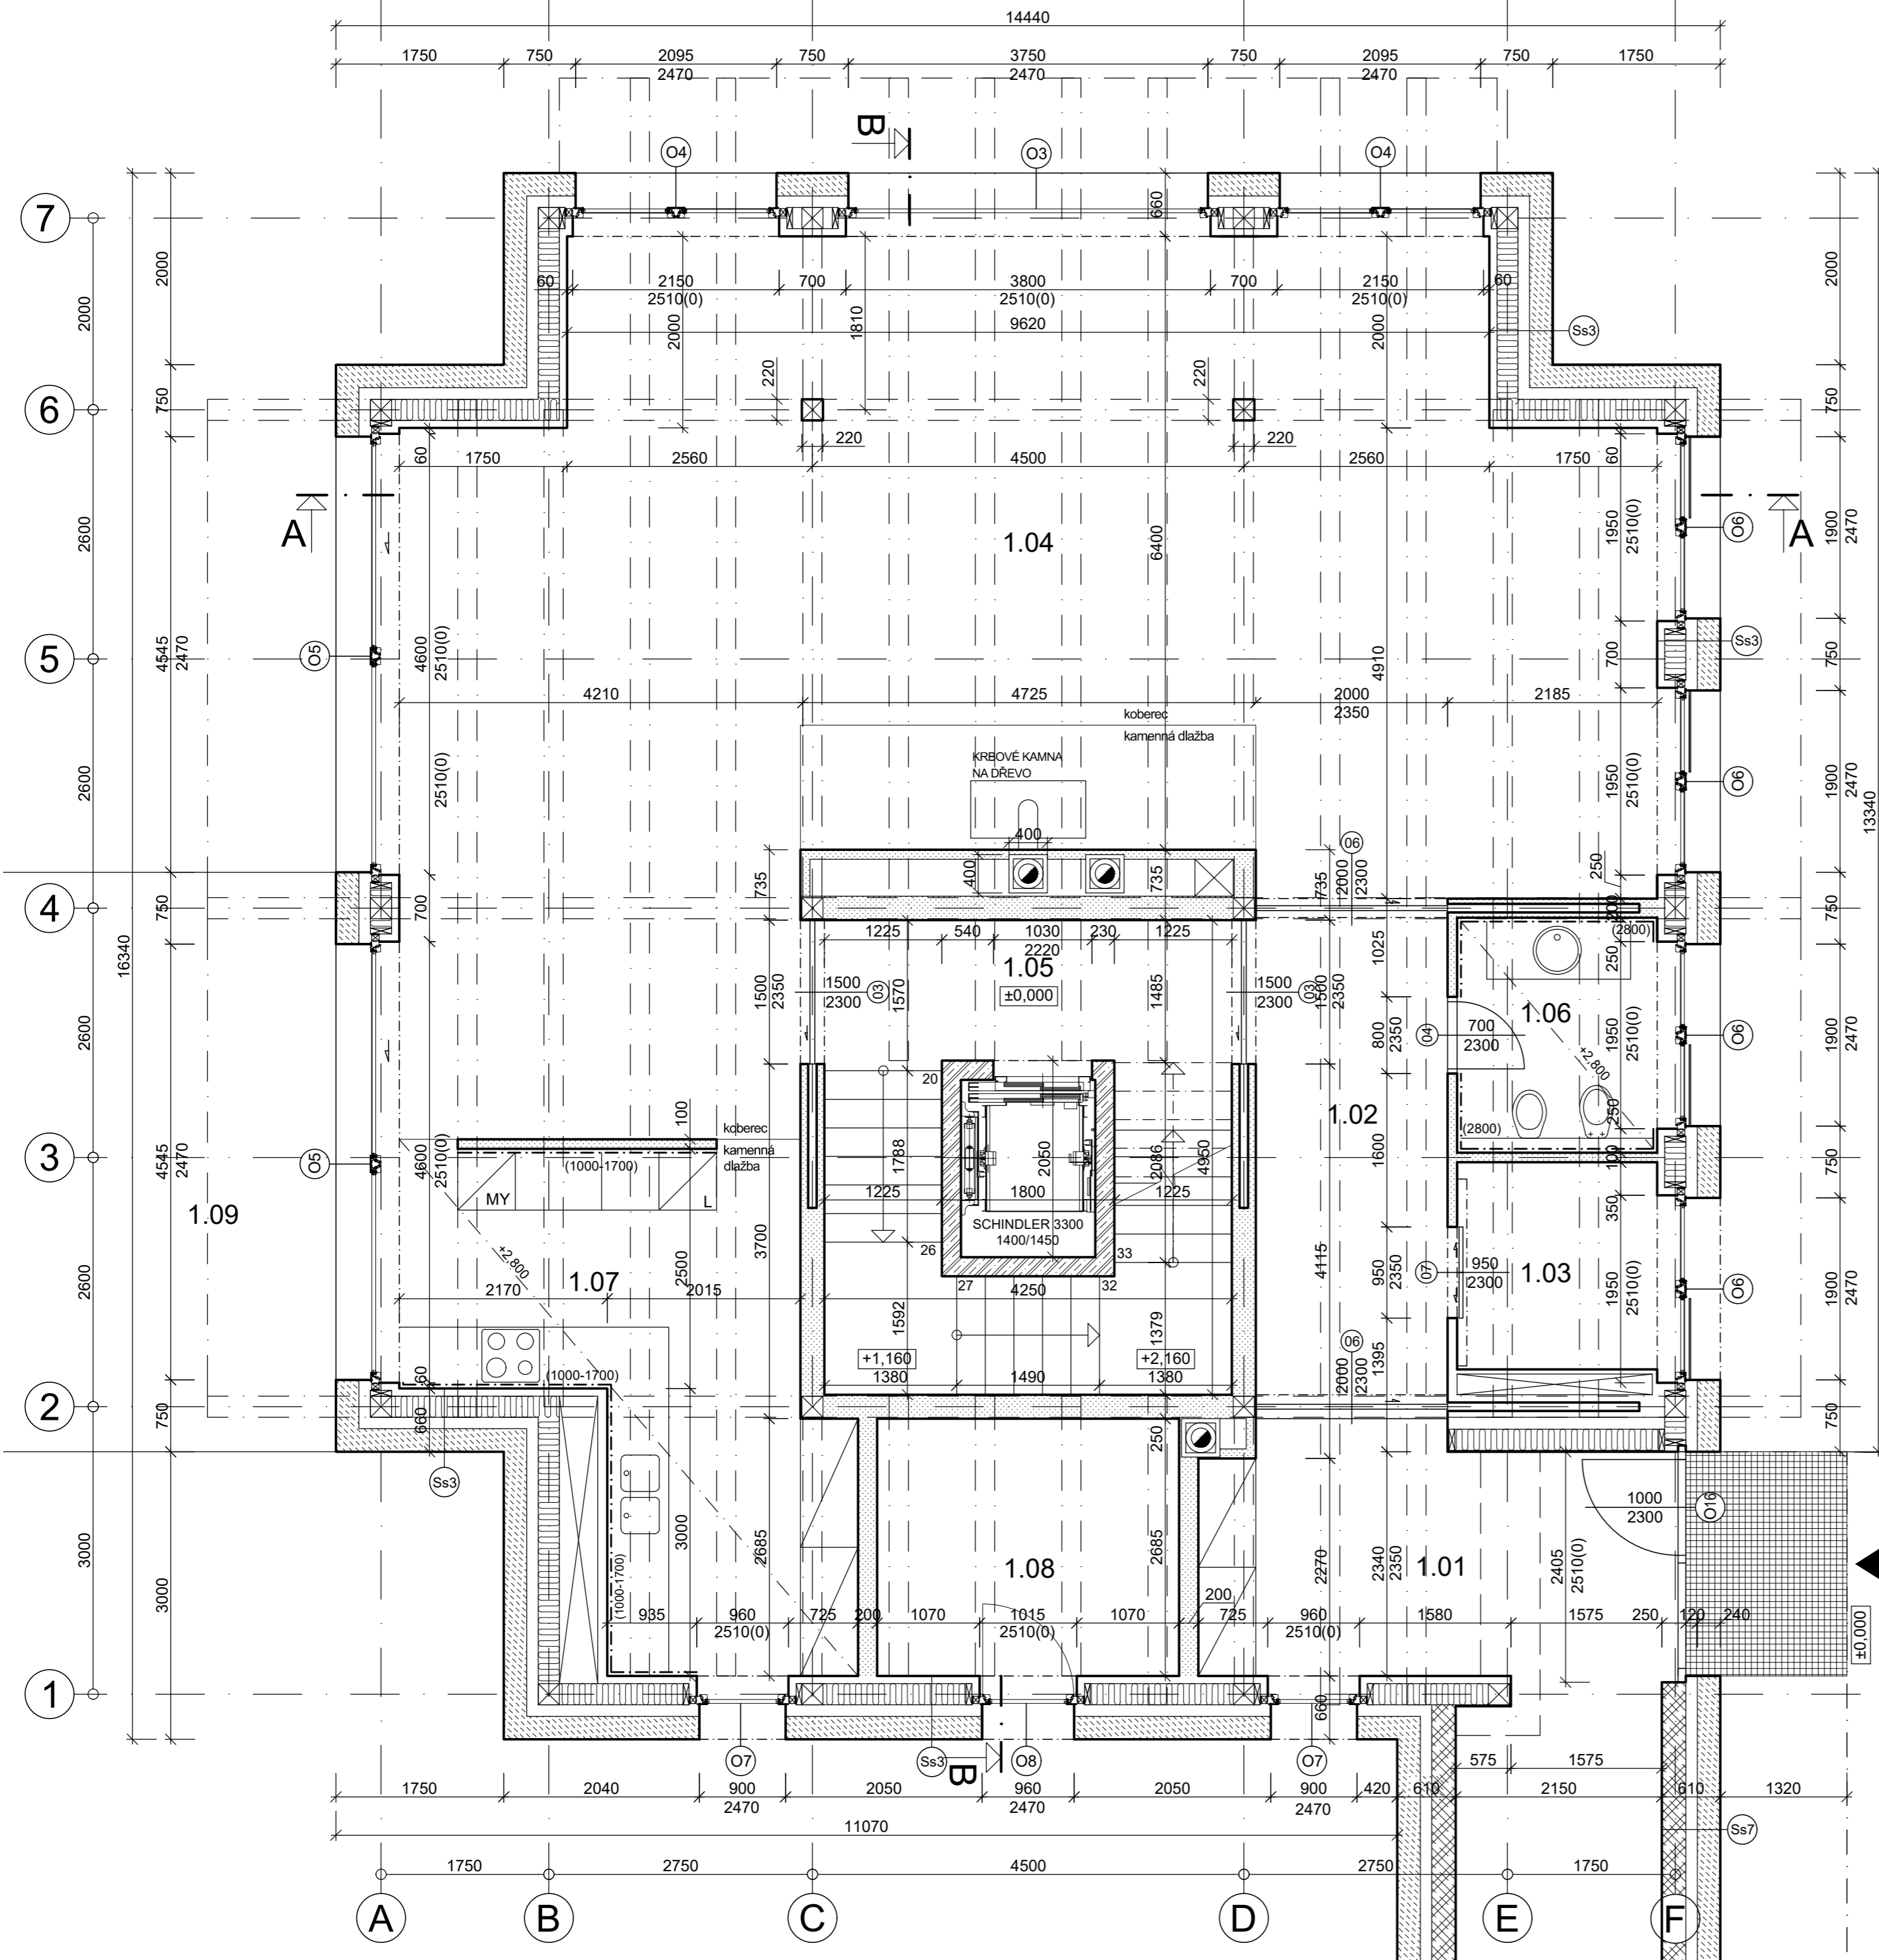 14440
1750 750 2095 750 3750 750 2095 750 1750
2470 2470 2470
B
O4 O3 O4
7
660
2000 2000 2000
60 2150 700 3800 700 2150 60
2510(0) 2510(0) 2510(0)
2000 1810 9620 2000 Ss3
220 220
6
750 750
220 220
60 1750 2560 4500 2560 1750 60
A A
2600 1.04 6400 1950 2510(0) O6 1900 2470
5
O5 4545 2470 4600 2510(0) 4910 700 Ss3 750
4210 4725 2000 2185
2350
koberec
kamenná dlažba
KRBOVÉ KAMNA
NA DŘEVO
2600 2510(0) 1950 2510(0) O6 1900 2470 13340
400
06
400 735 735 735 2000 2300 250
4
750 700 200 750
16340
1225 540 1030 230 1225 1025 (2800) 250
2220
1.05
±0,000
1500 2350 1500 2300 03 1570 1485 1500 2300 03 1500 2350
1.06
2600 800 2350 04 700 2300 1950 2510(0) O6 1900 2470
+2,800
20
1.02
100 koberec
kamenná
dlažba
250
(2800)
3
O5 4545 2470 4600 2510(0) (1000-1700) 1788 2050 2086 4950 1600 100 750
MY L 1225 1800 1225
SCHINDLER 3300
1400/1450
350
1.09
26 33
27 32
+2,800
3700 4115
2600 1.07 2500 950 2350 07 950 2300 1.03 1950 2510(0) O6 1900 2470
2170 2015 4250
1592 1379
06
2000 2300 1395
+1,160 +2,160
(1000-1700)
1380 1490 1380
60
2
750 660 250 750
Ss3
1000
2300
O16
3000 3000 (1000-1700) 3000 2685 1.08 2685 2270 2340 2350 1.01 2405 2510(0)
200
935 960 725 200 1070 1015 1070 725 960 1580 1575 250 120 240
2510(0) 2510(0) 2510(0)
±0,000
1
660
O7 Ss3 B O8 O7
575 1575
1750 2040 900 2050 960 2050 900 420 610 2150 610 1320
2470 2470 2470
11070
Ss7
1750 2750 4500 2750 1750
A B C D E F